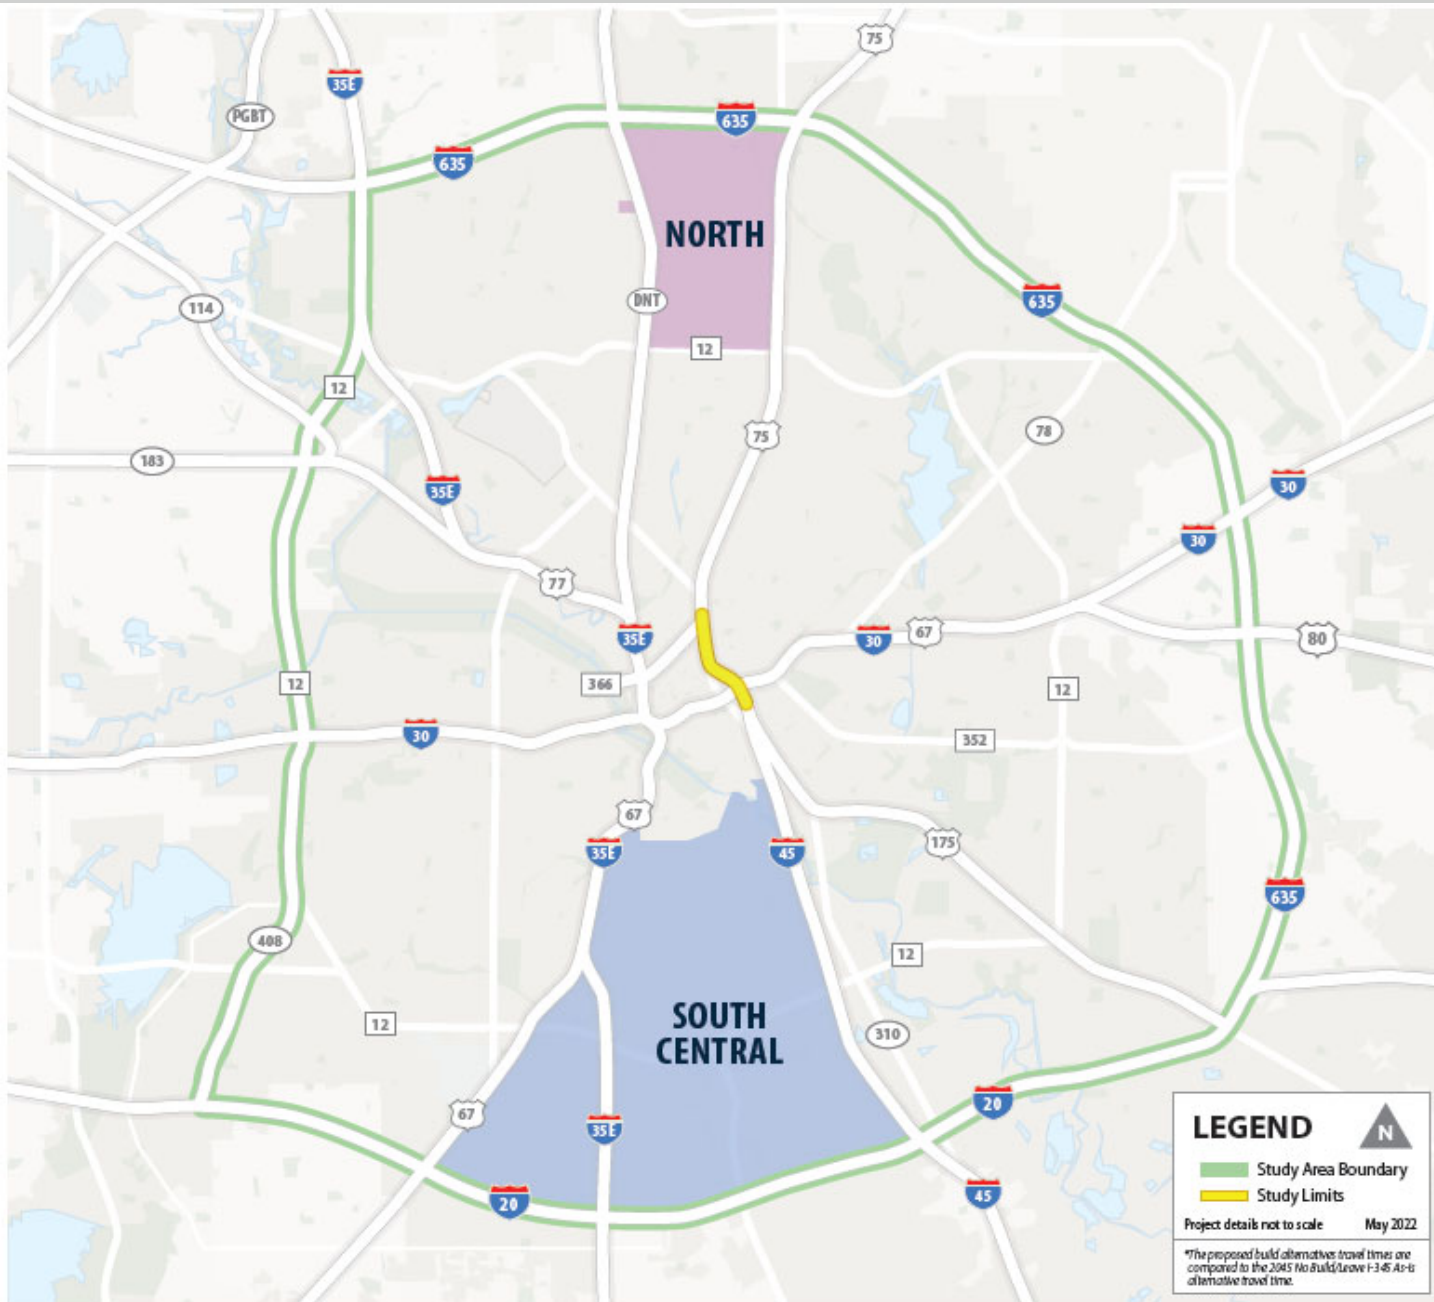 75
35E
PGBT
635
635
NORTH
114
DNT
635
12
12
75
78
183
35E
30
30
77
35E
30
67
80
366
12
12
30
352
67
35E
45
175
635
408
12
SOUTH
CENTRAL
12
310
67
35E
20
20
45
LEGEND
N
Study Area Boundary
Study Limits
Project details not to scale May 2022
*The proposed build alternatives travel times are
compared to the 2045 No Build/Leave I-345 As-Is
alternative travel time.